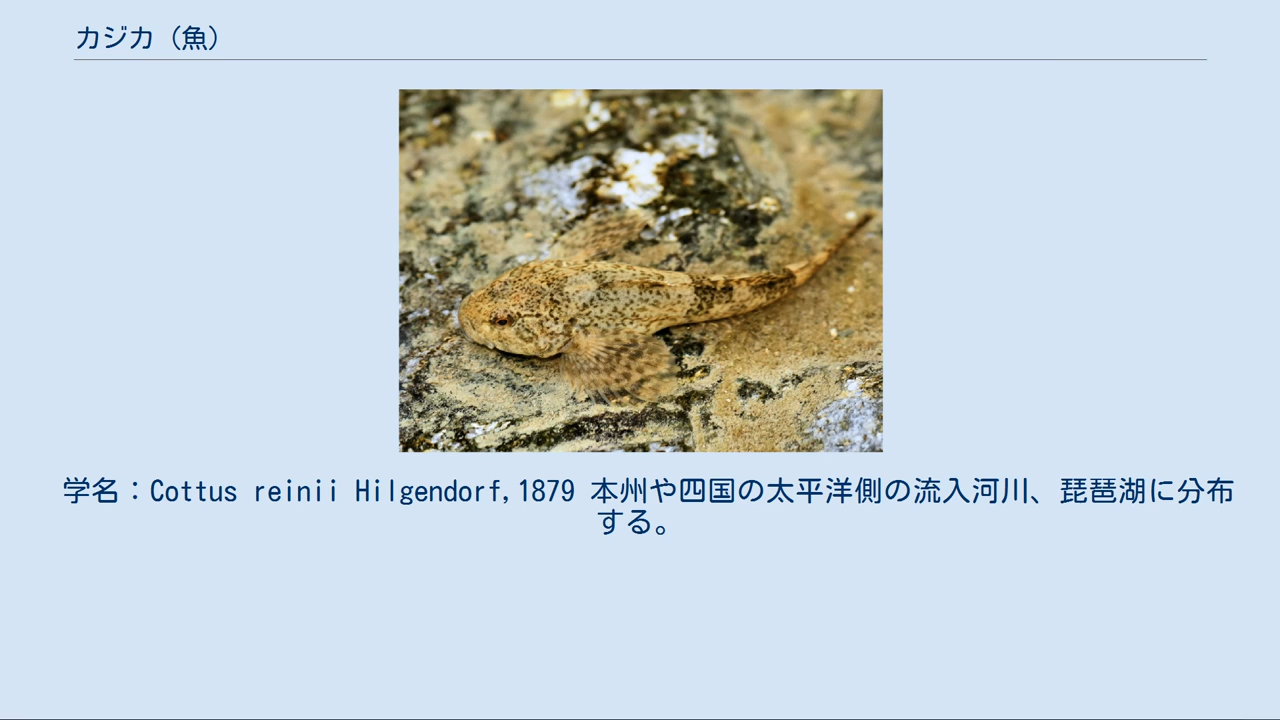 カジカ（魚）
学名：Cottus reinii Hilgendorf,1879 本州や四国の太平洋側の流入河川、琵琶湖に分布
する。